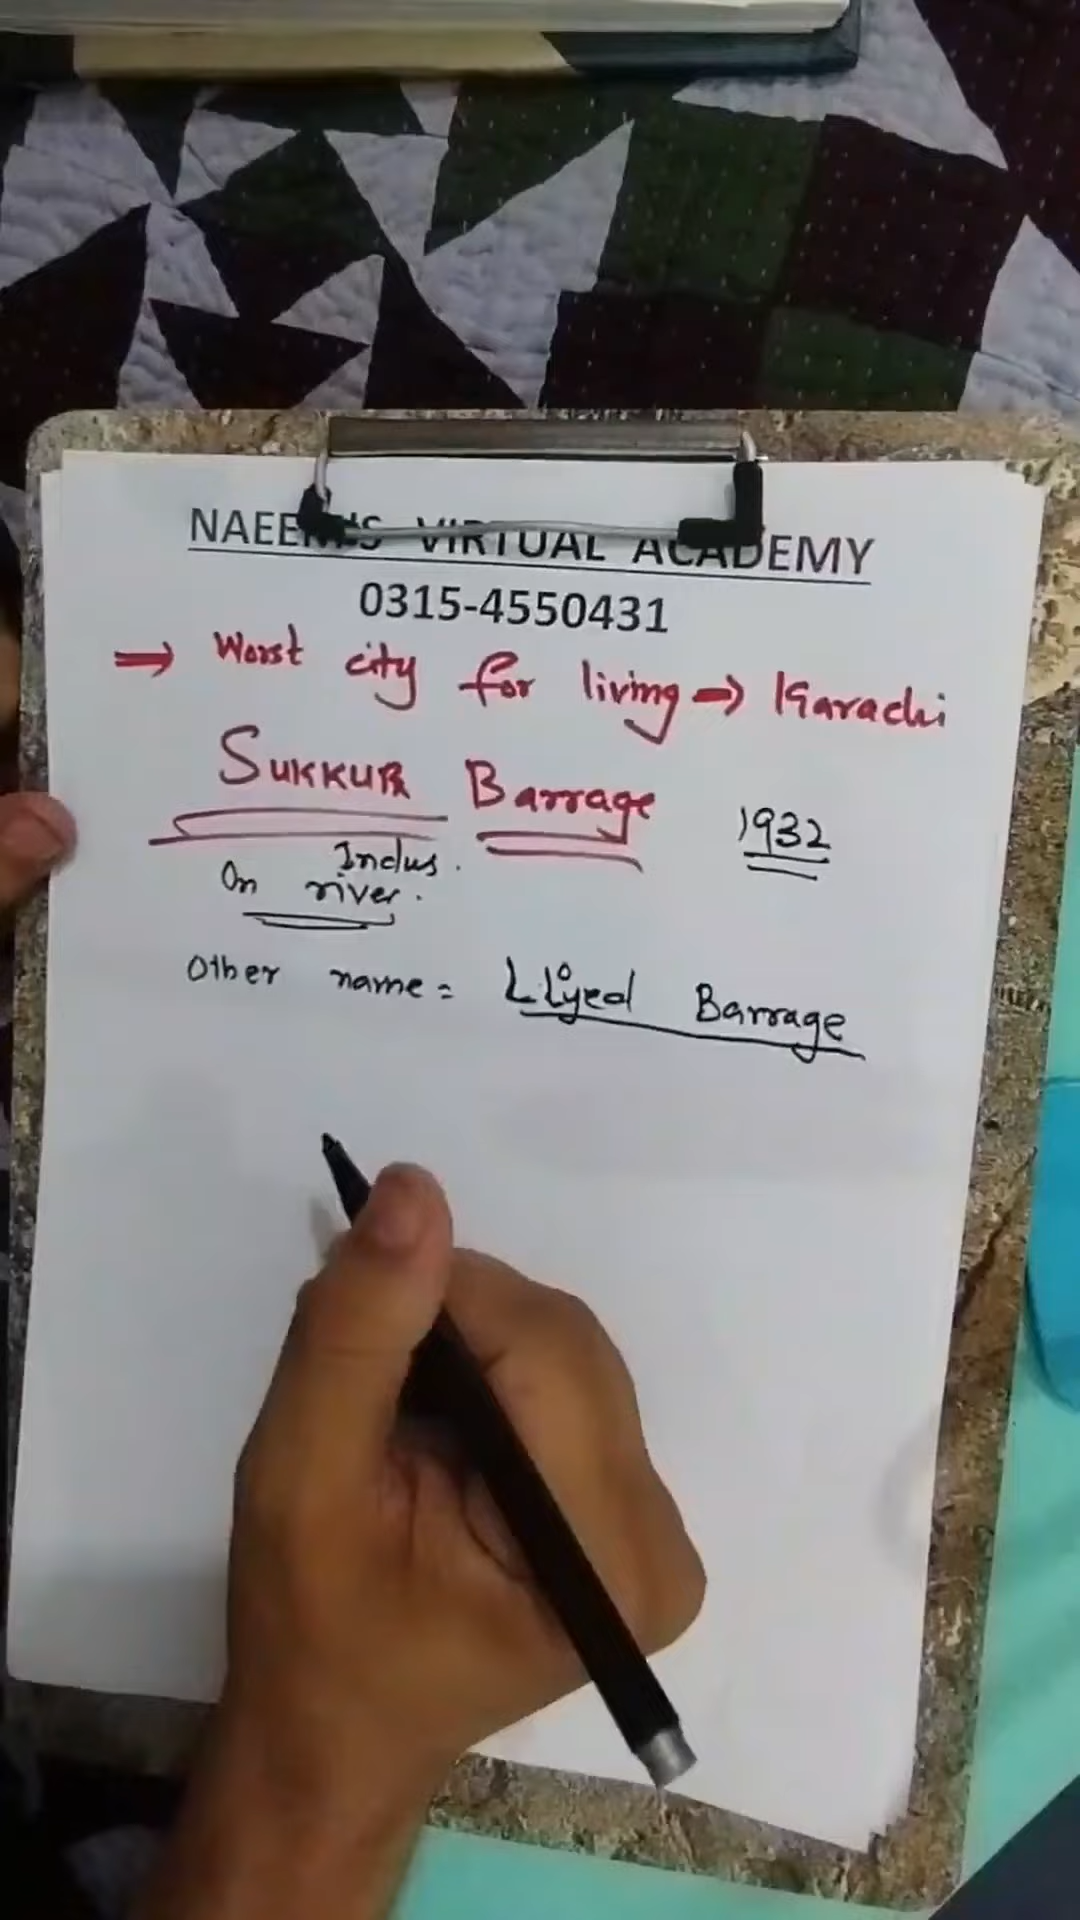 NAEEM'S VIRTUAL ACADEMY
0315-4550431
⇒ Worst city for living → Karachi
SUKKUR Barrage 1932
On Indus river.
Other name = Llyed Barrage